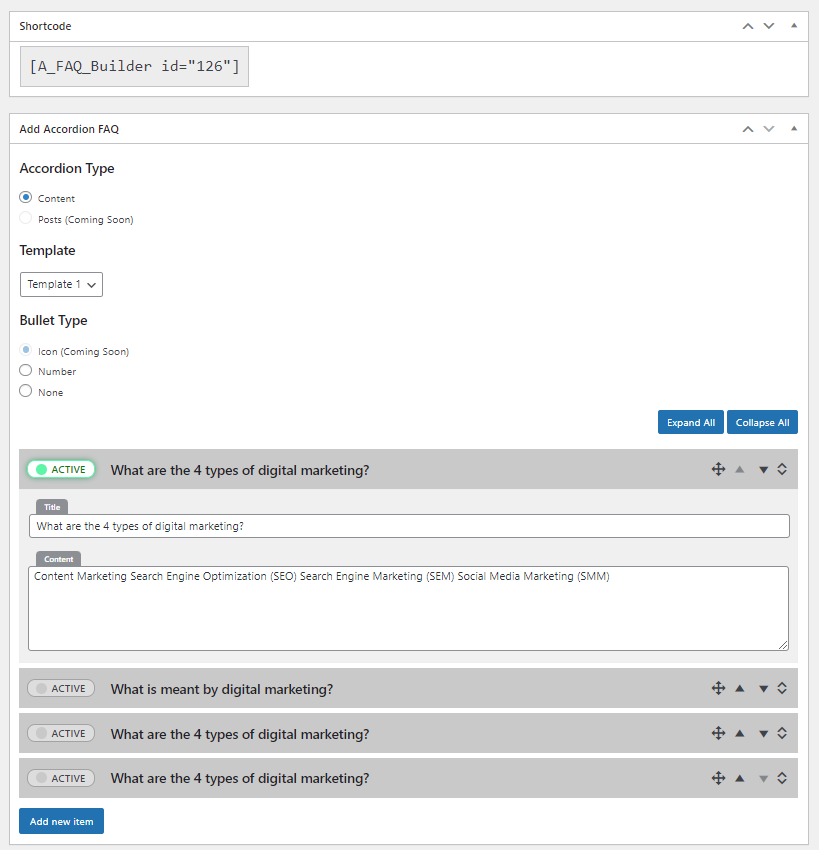 Shortcode
[A_FAQ_Builder id="126"]
Add Accordion FAQ
Accordion Type
Content
Posts (Coming Soon)
Template
Template 1
Bullet Type
Icon (Coming Soon)
Number
None
Expand All Collapse All
ACTIVE What are the 4 types of digital marketing?
Title
What are the 4 types of digital marketing?
Content
Content Marketing Search Engine Optimization (SEO) Search Engine Marketing (SEM) Social Media Marketing (SMM)
ACTIVE What is meant by digital marketing?
ACTIVE What are the 4 types of digital marketing?
ACTIVE What are the 4 types of digital marketing?
Add new item